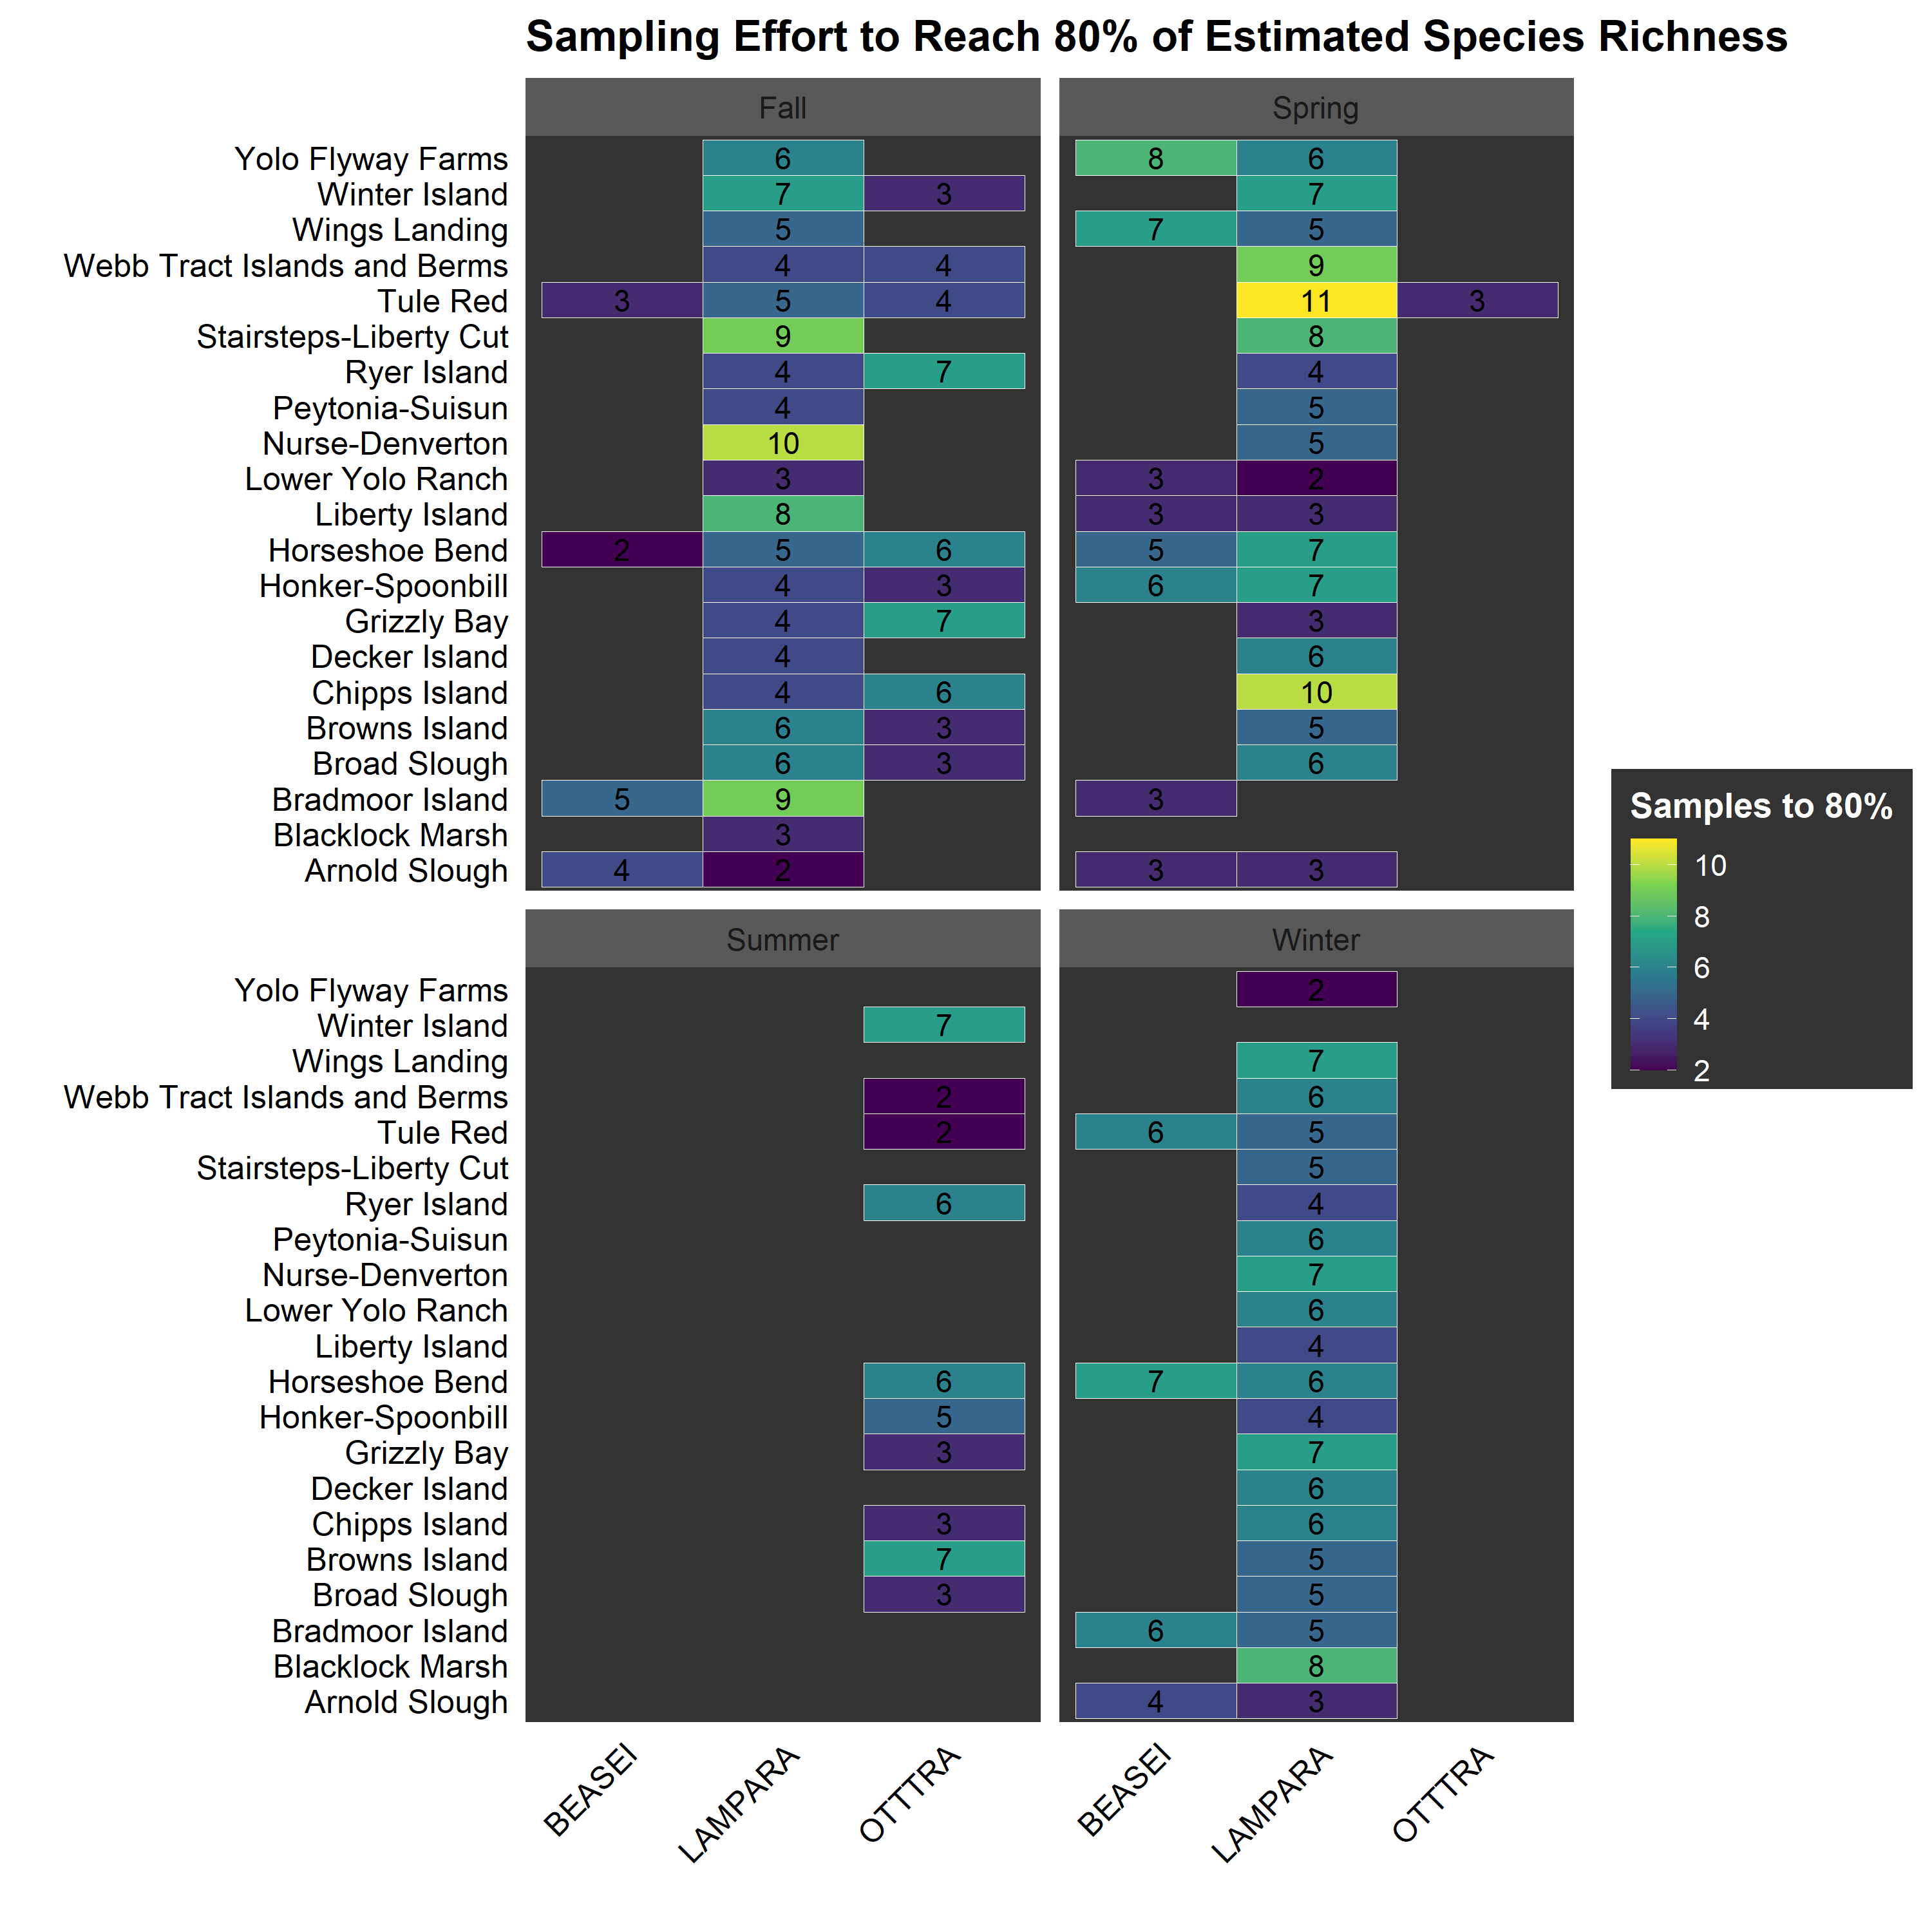 Sampling Effort to Reach 80% of Estimated Species Richness
Fall
Spring
Yolo Flyway Farms 6 8 6
Winter Island 7 3 7
Wings Landing 5 7 5
Webb Tract Islands and Berms 4 4 9
Tule Red 3 5 4 11 3
Stairsteps-Liberty Cut 9 8
Ryer Island 4 7 4
Peytonia-Suisun 4 5
Nurse-Denverton 10 5
Lower Yolo Ranch 3 3 2
Liberty Island 8 3 3
Horseshoe Bend 2 5 6 5 7
Honker-Spoonbill 4 3 6 7
Grizzly Bay 4 7 3
Decker Island 4 6
Chipps Island 4 6 10
Browns Island 6 3 5
Broad Slough 6 3 6
Bradmoor Island 5 9 3
Blacklock Marsh 3
Arnold Slough 4 2 3 3
Summer
Winter
Yolo Flyway Farms 2
Winter Island 7
Wings Landing 7
Webb Tract Islands and Berms 2 6
Tule Red 2 6 5
Stairsteps-Liberty Cut 5
Ryer Island 6 4
Peytonia-Suisun 6
Nurse-Denverton 7
Lower Yolo Ranch 6
Liberty Island 4
Horseshoe Bend 6 7 6
Honker-Spoonbill 5 4
Grizzly Bay 3 7
Decker Island 6
Chipps Island 3 6
Browns Island 7 5
Broad Slough 3 5
Bradmoor Island 6 5
Blacklock Marsh 8
Arnold Slough 4 3
BEASEI LAMPARA OTTTRA
BEASEI LAMPARA OTTTRA
Samples to 80%
10
8
6
4
2